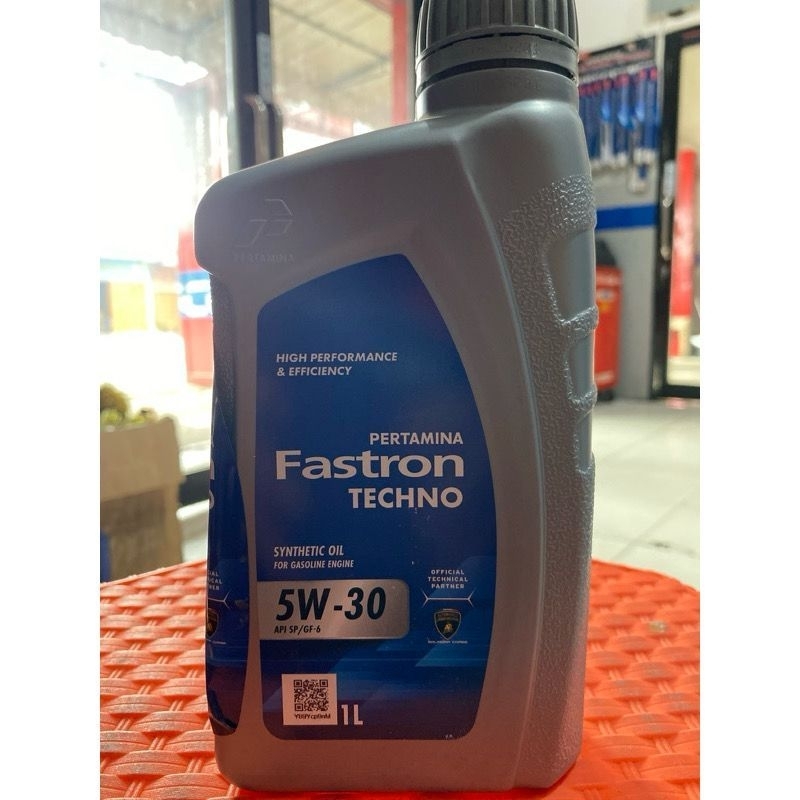 PERTAMINA
HIGH PERFORMANCE
& EFFICIENCY
PERTAMINA
Fastron
TECHNO
SYNTHETIC OIL
FOR GASOLINE ENGINE
5W-30
API SP/GF-6
OFFICIAL
TECHNICAL
PARTNER
1L